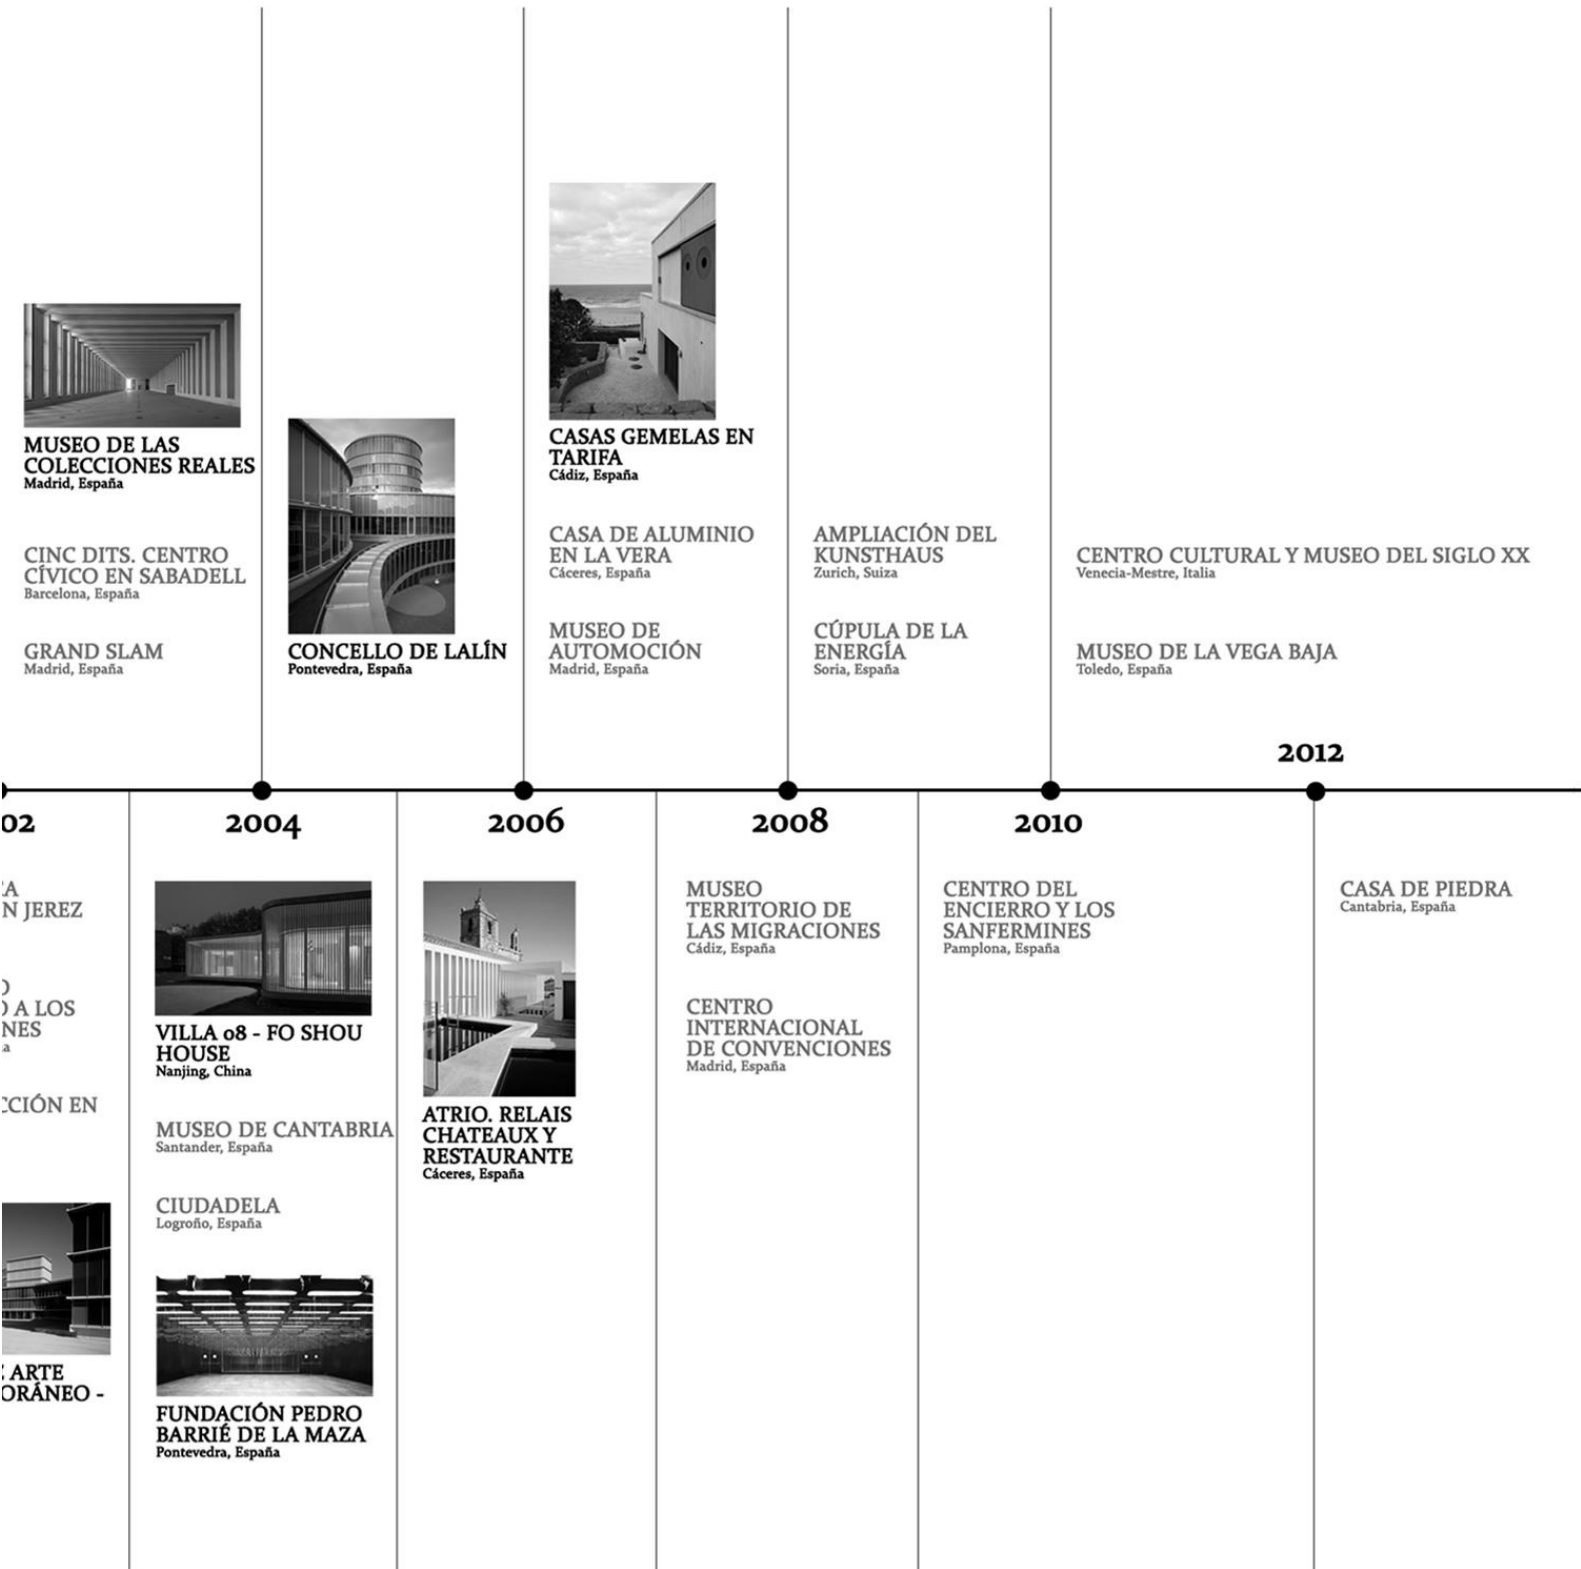 MUSEO DE LAS
COLECCIONES REALES
Madrid, España
CINC DITS. CENTRO
CÍVICO EN SABADELL
Barcelona, España
GRAND SLAM
Madrid, España
CONCELLO DE LALÍN
Pontevedra, España
CASAS GEMELAS EN
TARIFA
Cádiz, España
CASA DE ALUMINIO
EN LA VERA
Cáceres, España
MUSEO DE
AUTOMOCIÓN
Madrid, España
AMPLIACIÓN DEL
KUNSTHAUS
Zurich, Suiza
CÚPULA DE LA
ENERGÍA
Soria, España
CENTRO CULTURAL Y MUSEO DEL SIGLO XX
Venecia-Mestre, Italia
MUSEO DE LA VEGA BAJA
Toledo, España
2012
02
2004
2006
2008
2010
A
N JEREZ
A LOS
NES
a
CCIÓN EN
ARTE
ORÁNEO -
VILLA 08 - FO SHOU
HOUSE
Nanjing, China
MUSEO DE CANTABRIA
Santander, España
CIUDADELA
Logroño, España
FUNDACIÓN PEDRO
BARRIÉ DE LA MAZA
Pontevedra, España
ATRIO. RELAIS
CHATEAUX Y
RESTAURANTE
Cáceres, España
MUSEO
TERRITORIO DE
LAS MIGRACIONES
Cádiz, España
CENTRO
INTERNACIONAL
DE CONVENCIONES
Madrid, España
CENTRO DEL
ENCIERRO Y LOS
SANFERMINES
Pamplona, España
CASA DE PIEDRA
Cantabria, España